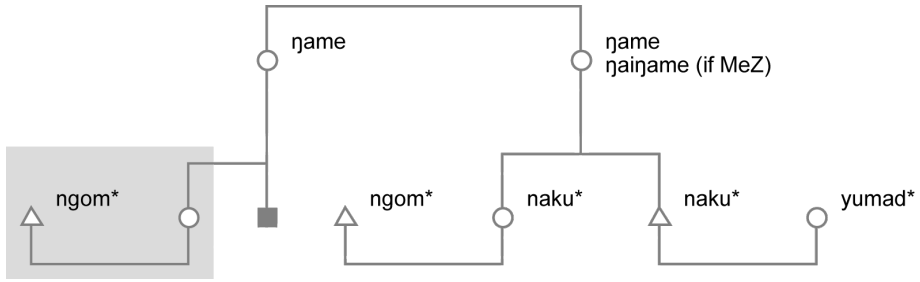 ŋame
ŋame
ŋaiŋame (if MeZ)
ngom*
ngom*
naku*
naku*
yumad*